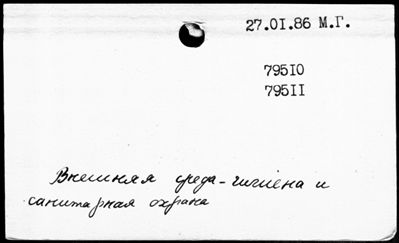 27.01.86 М.Г.
79510
79511
Внешняя среда - гигиена и
санитарная охрана